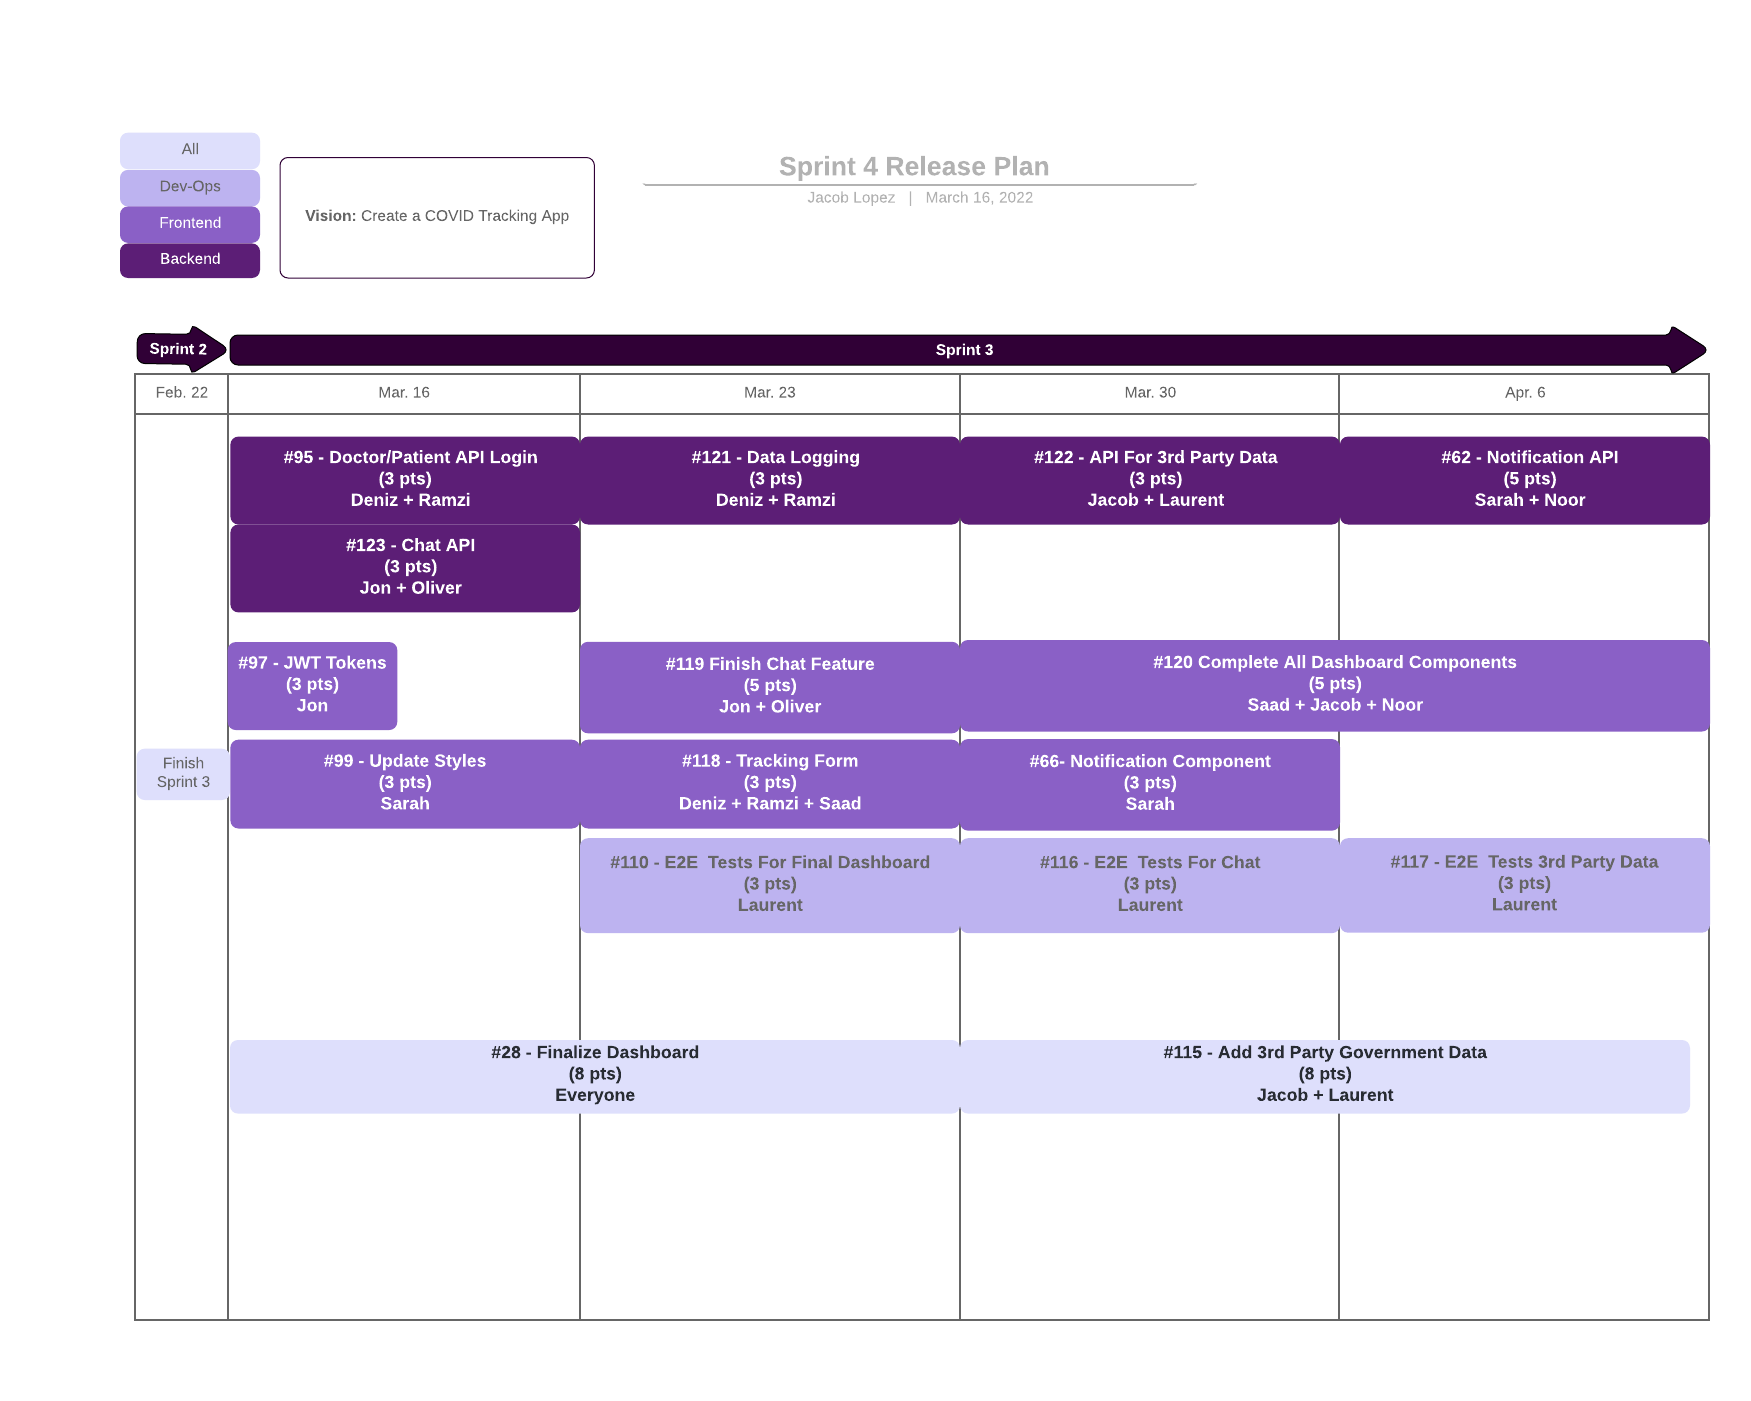 All
Dev-Ops
Frontend
Backend
Vision: Create a COVID Tracking App
Sprint 4 Release Plan
Jacob Lopez | March 16, 2022
Sprint 2
Sprint 3
Feb. 22
Mar. 16
Mar. 23
Mar. 30
Apr. 6
#95 - Doctor/Patient API Login
(3 pts)
Deniz + Ramzi
#121 - Data Logging
(3 pts)
Deniz + Ramzi
#122 - API For 3rd Party Data
(3 pts)
Jacob + Laurent
#62 - Notification API
(5 pts)
Sarah + Noor
#123 - Chat API
(3 pts)
Jon + Oliver
#97 - JWT Tokens
(3 pts)
Jon
#119 Finish Chat Feature
(5 pts)
Jon + Oliver
#120 Complete All Dashboard Components
(5 pts)
Saad + Jacob + Noor
Finish
Sprint 3
#99 - Update Styles
(3 pts)
Sarah
#118 - Tracking Form
(3 pts)
Deniz + Ramzi + Saad
#66- Notification Component
(3 pts)
Sarah
#110 - E2E  Tests For Final Dashboard
(3 pts)
Laurent
#116 - E2E  Tests For Chat
(3 pts)
Laurent
#117 - E2E  Tests 3rd Party Data
(3 pts)
Laurent
#28 - Finalize Dashboard
(8 pts)
Everyone
#115 - Add 3rd Party Government Data
(8 pts)
Jacob + Laurent